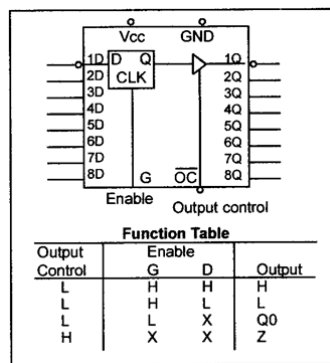 Vcc GND
1D D Q 1Q
2D CLK 2Q
3D 3Q
4D 4Q
5D 5Q
6D 6Q
7D 7Q
8D G OC 8Q
Enable Output control
Function Table
Output Enable
Control G D Output
L H H H
L H L L
L L X Q0
H X X Z